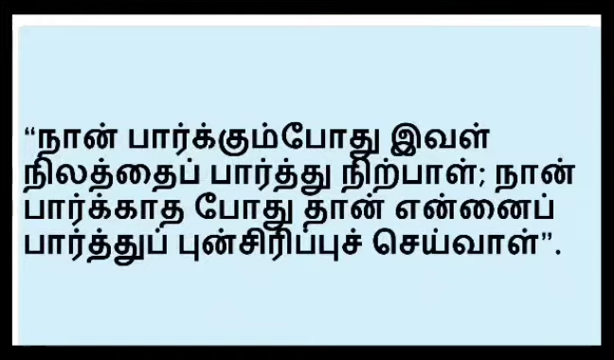 “நான் பார்க்கும்போது இவள்
நிலத்தைப் பார்த்து நிற்பாள்; நான்
பார்க்காத போது தான் என்னைப்
பார்த்துப் புன்சிரிப்புச் செய்வாள்”.